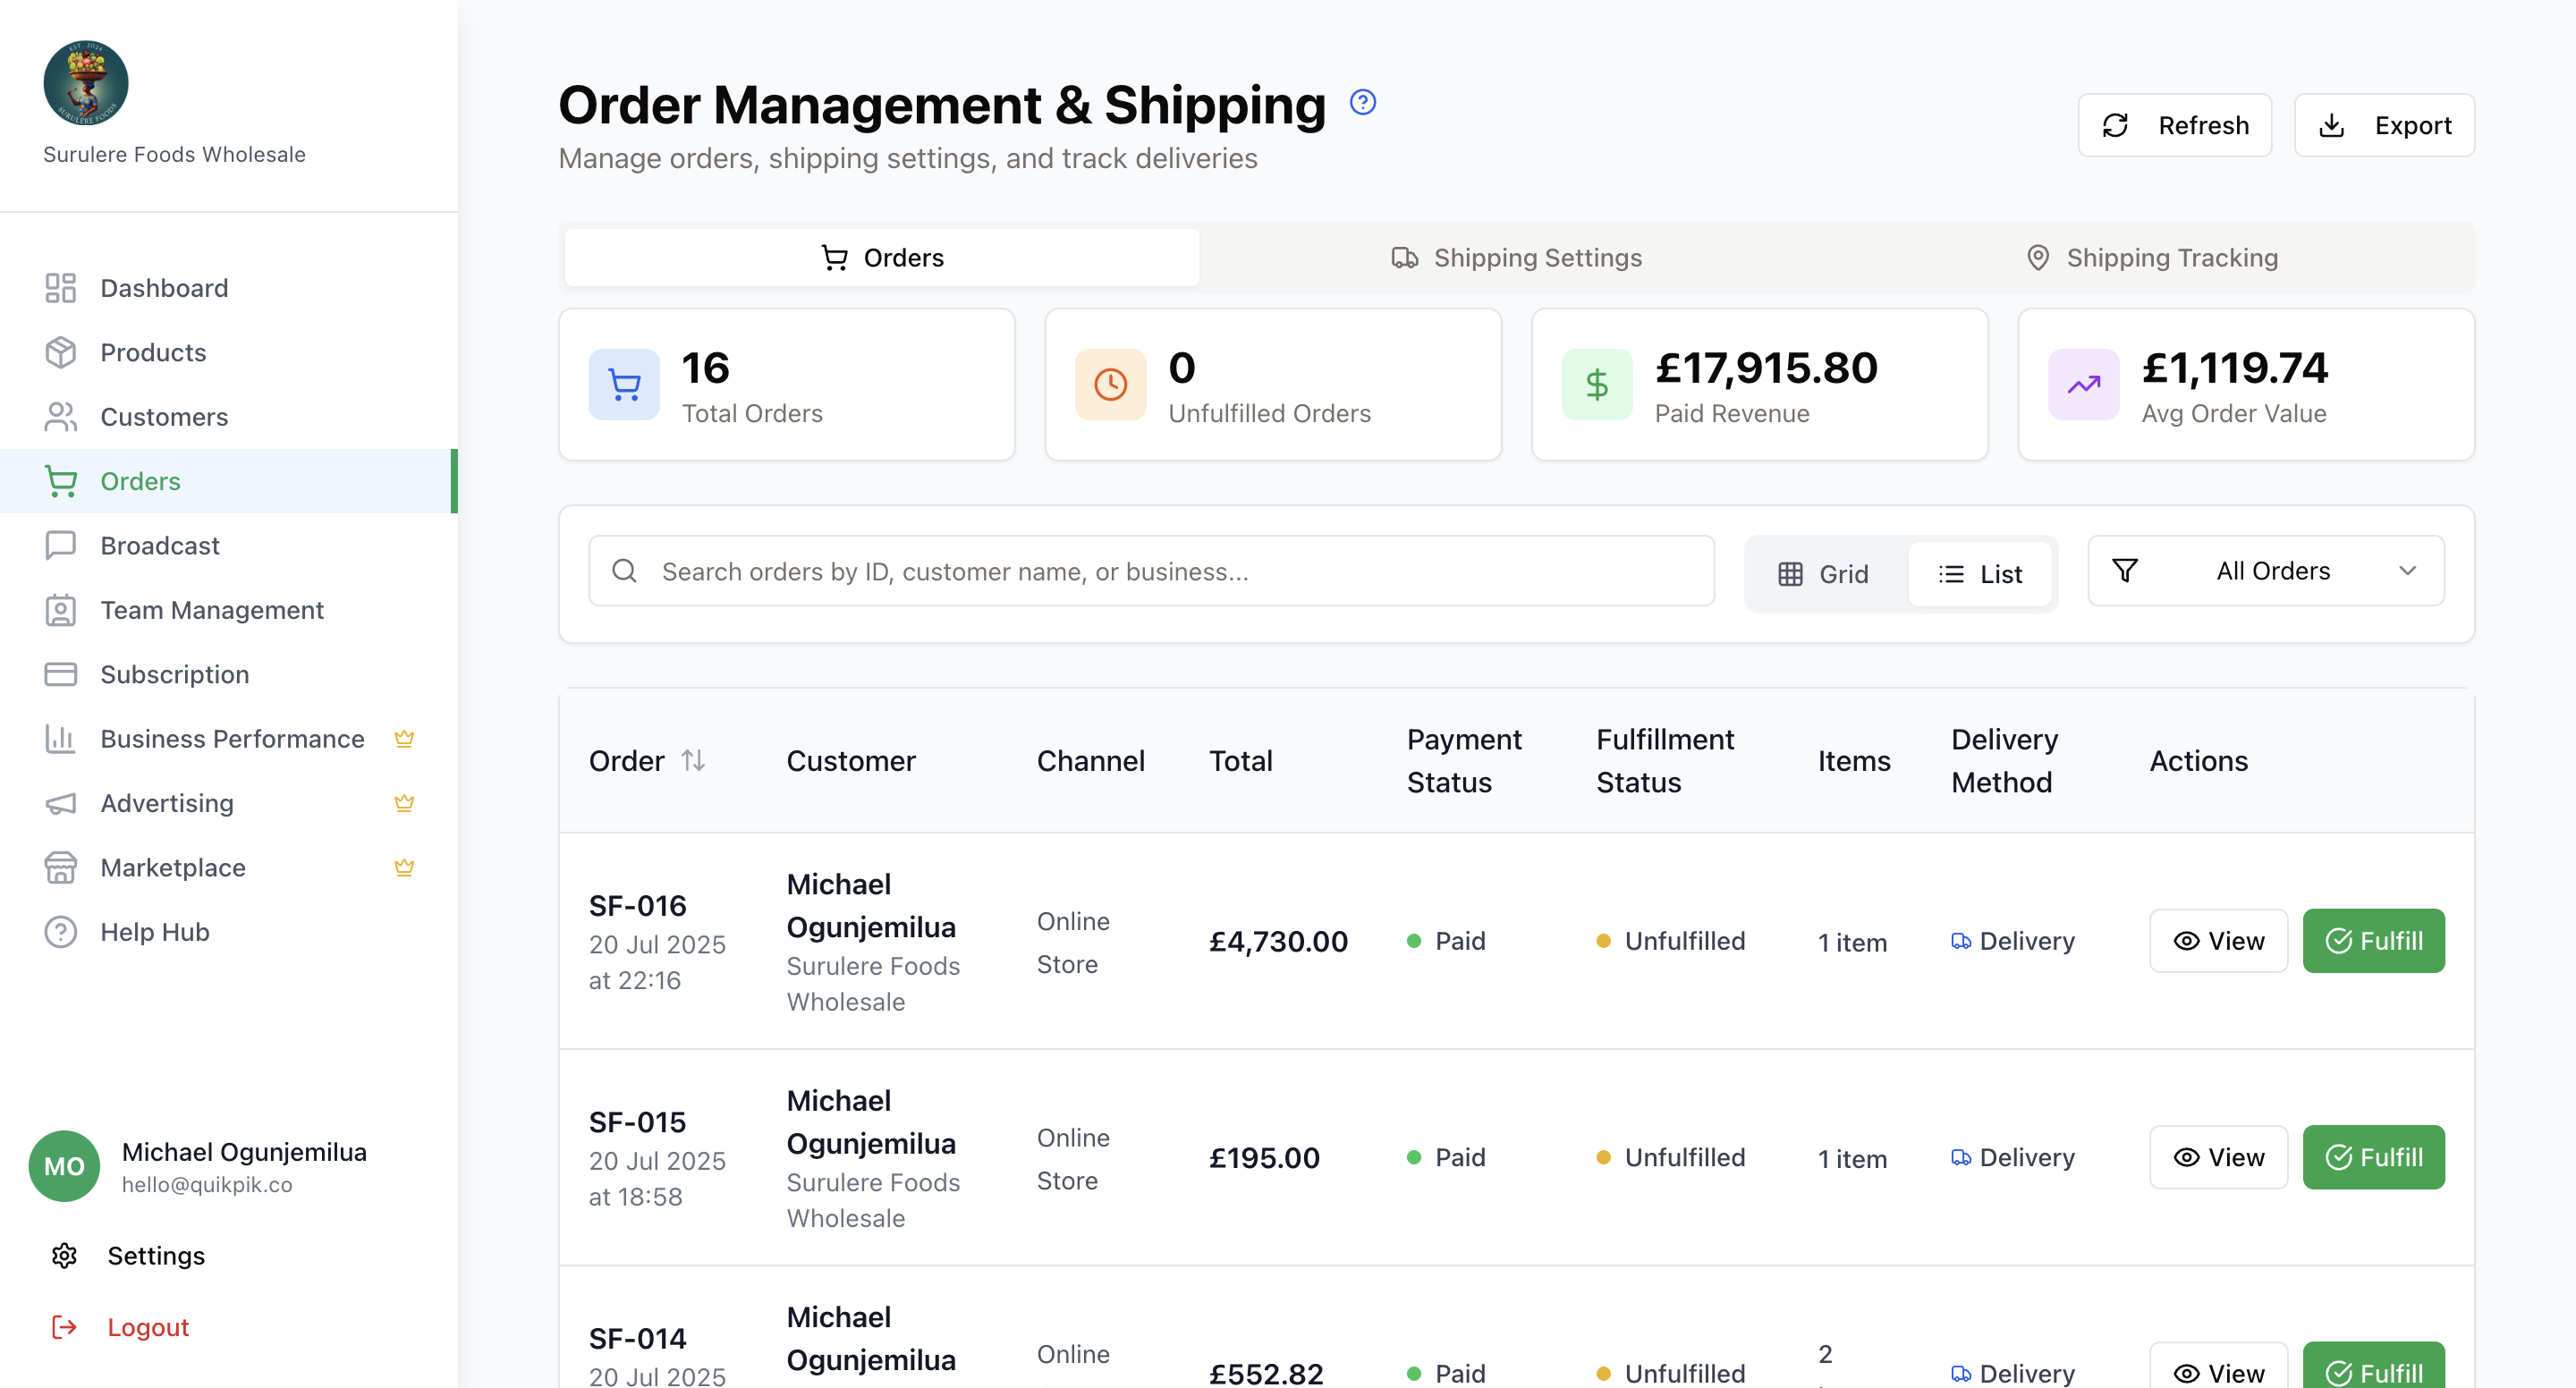 EST. 2024
SURULERE FOODS
Surulere Foods Wholesale
Dashboard
Products
Customers
Orders
Broadcast
Team Management
Subscription
Business Performance
Advertising
Marketplace
Help Hub
MO
Michael Ogunjemilua
hello@quikpik.co
Settings
Logout
Order Management & Shipping
Manage orders, shipping settings, and track deliveries
Refresh
Export
Orders
Shipping Settings
Shipping Tracking
16
Total Orders
0
Unfulfilled Orders
£17,915.80
Paid Revenue
£1,119.74
Avg Order Value
Search orders by ID, customer name, or business...
Grid
List
All Orders
Order
Customer
Channel
Total
Payment
Status
Fulfillment
Status
Items
Delivery
Method
Actions
SF-016
20 Jul 2025
at 22:16
Michael
Ogunjemilua
Surulere Foods
Wholesale
Online
Store
£4,730.00
Paid
Unfulfilled
1 item
Delivery
View
Fulfill
SF-015
20 Jul 2025
at 18:58
Michael
Ogunjemilua
Surulere Foods
Wholesale
Online
Store
£195.00
Paid
Unfulfilled
1 item
Delivery
View
Fulfill
SF-014
20 Jul 2025
Michael
Ogunjemilua
Online
£552.82
Paid
Unfulfilled
2
Delivery
View
Fulfill